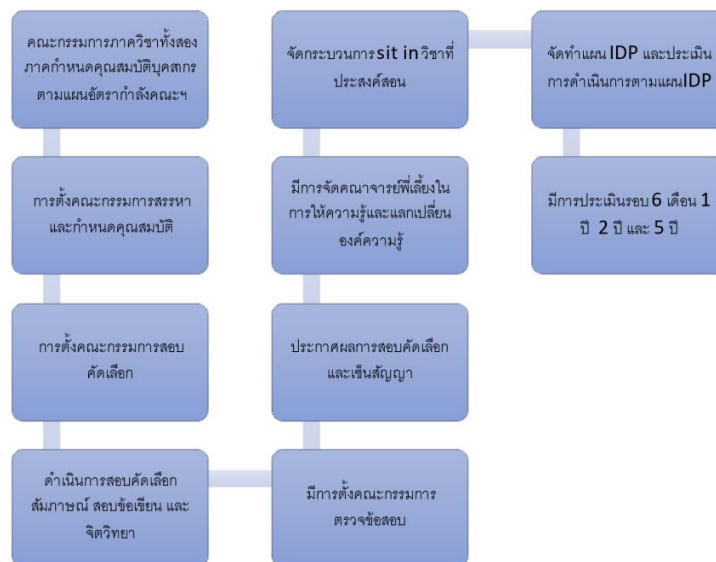 คณะกรรมการภาควิชาทั้งสอง
ภาคกำหนดคุณสมบัติบุคลากร
ตามแผนอัตรากำลังคณะฯ
การตั้งคณะกรรมการสรรหา
และกำหนดคุณสมบัติ
การตั้งคณะกรรมการสอบ
คัดเลือก
ดำเนินการสอบคัดเลือก
สัมภาษณ์ สอบข้อเขียน และ
จิตวิทยา
มีการตั้งคณะกรรมการ
ตรวจข้อสอบ
ประกาศผลการสอบคัดเลือก
และเซ็นสัญญา
มีการจัดคณาจารย์พี่เลี้ยงใน
การให้ความรู้และแลกเปลี่ยน
องค์ความรู้
จัดกระบวนการ sit in วิชาที่
ประสงค์สอน
จัดทำแผน IDP และประเมิน
การดำเนินการตามแผนIDP
มีการประเมินรอบ 6 เดือน 1
ปี 2 ปี และ 5 ปี